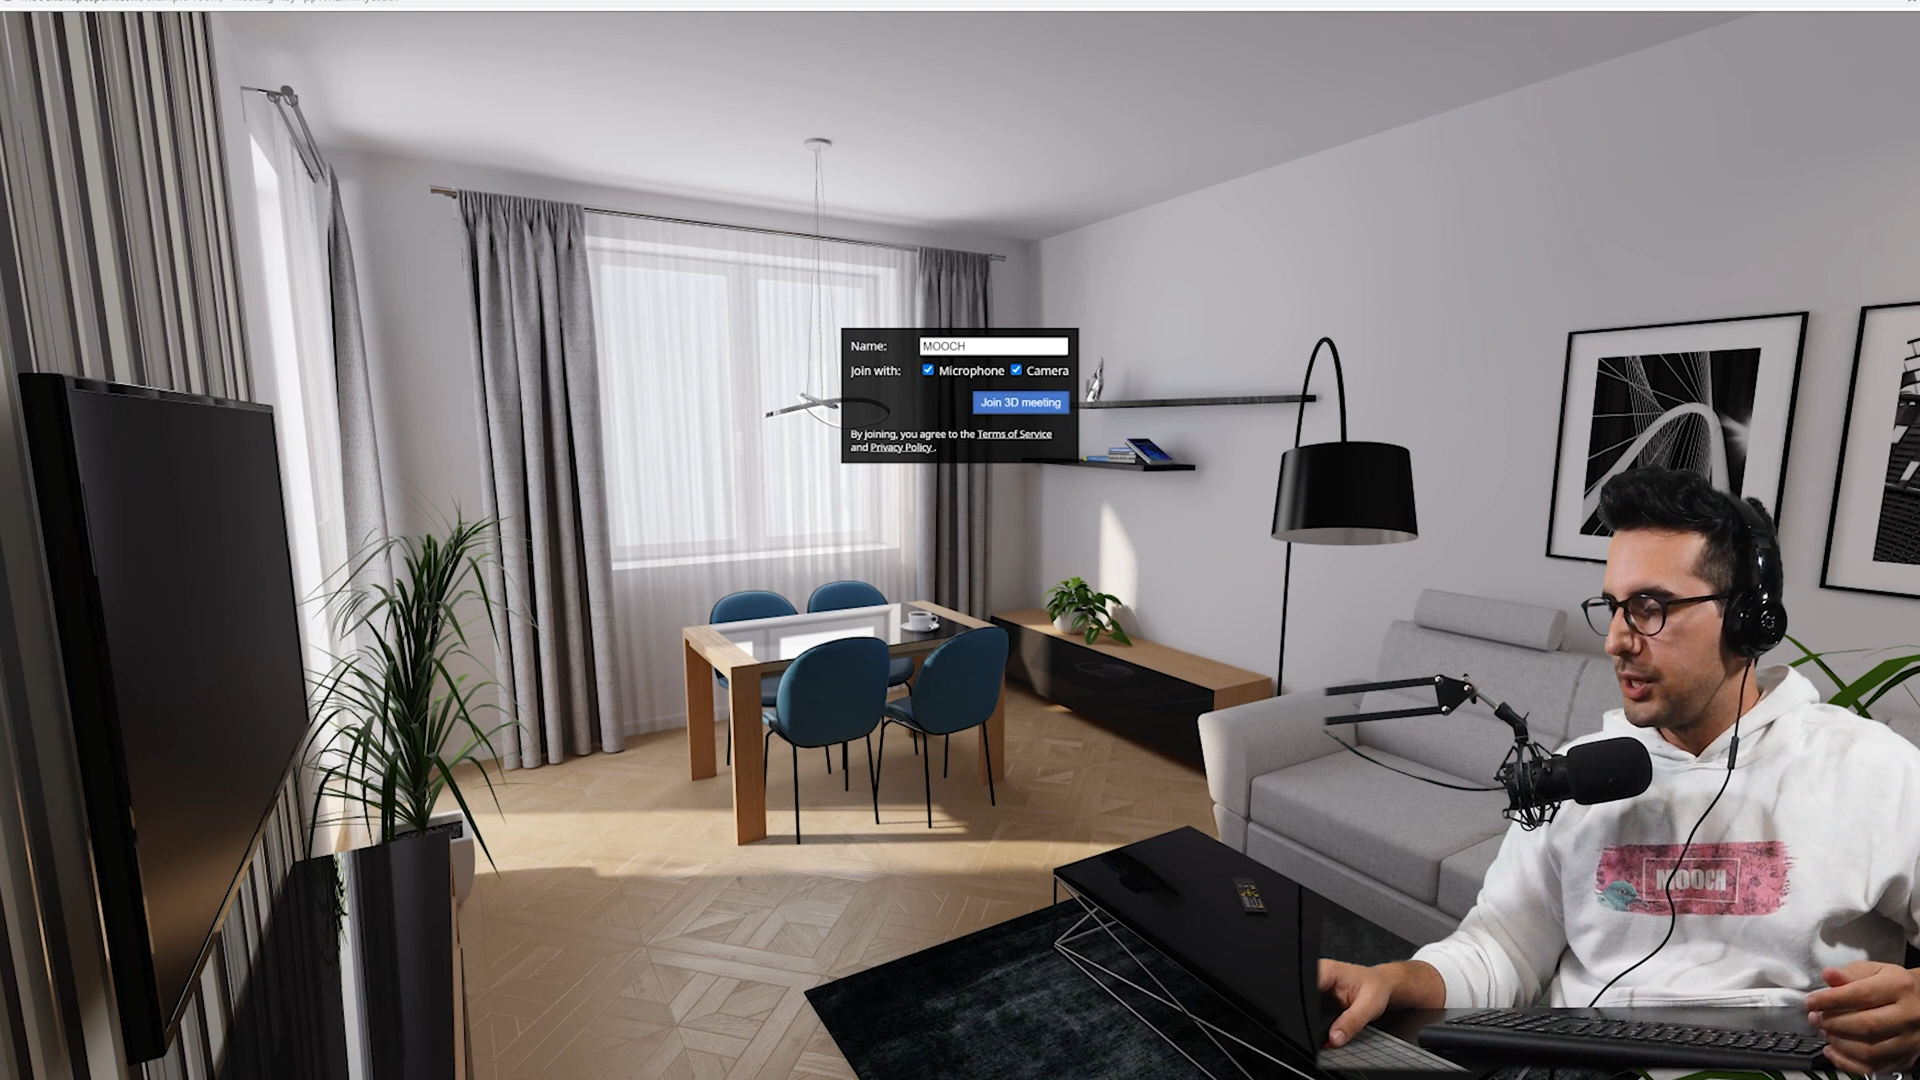 Name: MOOCH
Join with: Microphone Camera
Join 3D meeting
By joining, you agree to the Terms of Service
and Privacy Policy .
MOOCH